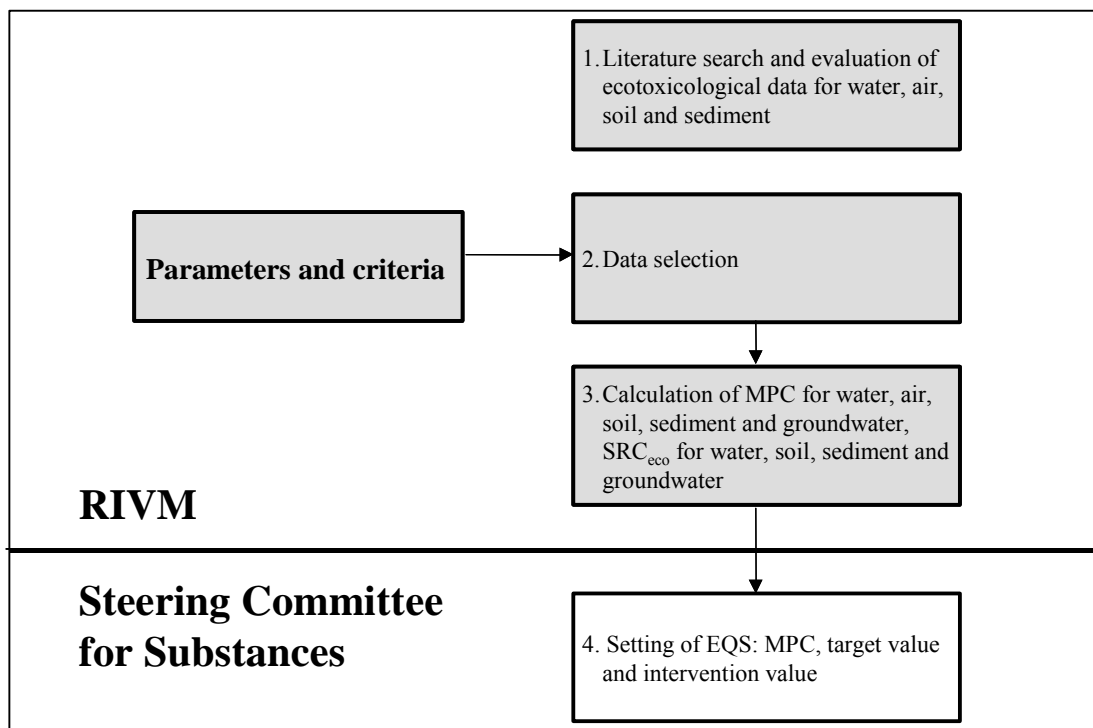 1. Literature search and evaluation of
ecotoxicological data for water, air,
soil and sediment
Parameters and criteria
2. Data selection
3. Calculation of MPC for water, air,
soil, sediment and groundwater,
SRCeco for water, soil, sediment and
groundwater
RIVM
Steering Committee
for Substances
4. Setting of EQS: MPC, target value
and intervention value